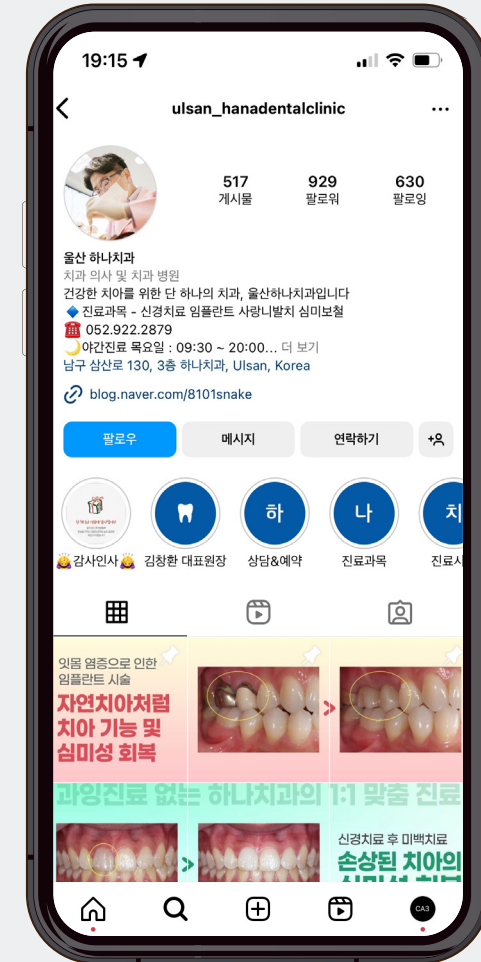 19:15
ulsan_hanadentalclinic
517
929
630
게시물
팔로워
팔로잉
울산 하나치과
치과 의사 및 치과 병원
건강한 치아를 위한 단 하나의 치과, 울산하나치과입니다
진료과목 - 신경치료 임플란트 사랑니발치 심미보철
052.922.2879
야간진료 목요일 : 09:30 ~ 20:00... 더 보기
남구 삼산로 130, 3층 하나치과, Ulsan, Korea
blog.naver.com/8101snake
팔로우
메시지
연락하기
하
나
치
감사인사
김창환 대표원장
상담&예약
진료과목
진료시
잇몸 염증으로 인한
임플란트 시술
자연치아처럼
치아 기능 및
심미성 회복
과잉진료 없는 하나치과의 1:1 맞춤 진료
신경치료 후 미백치료
손상된 치아의
심미성 회복
CA3